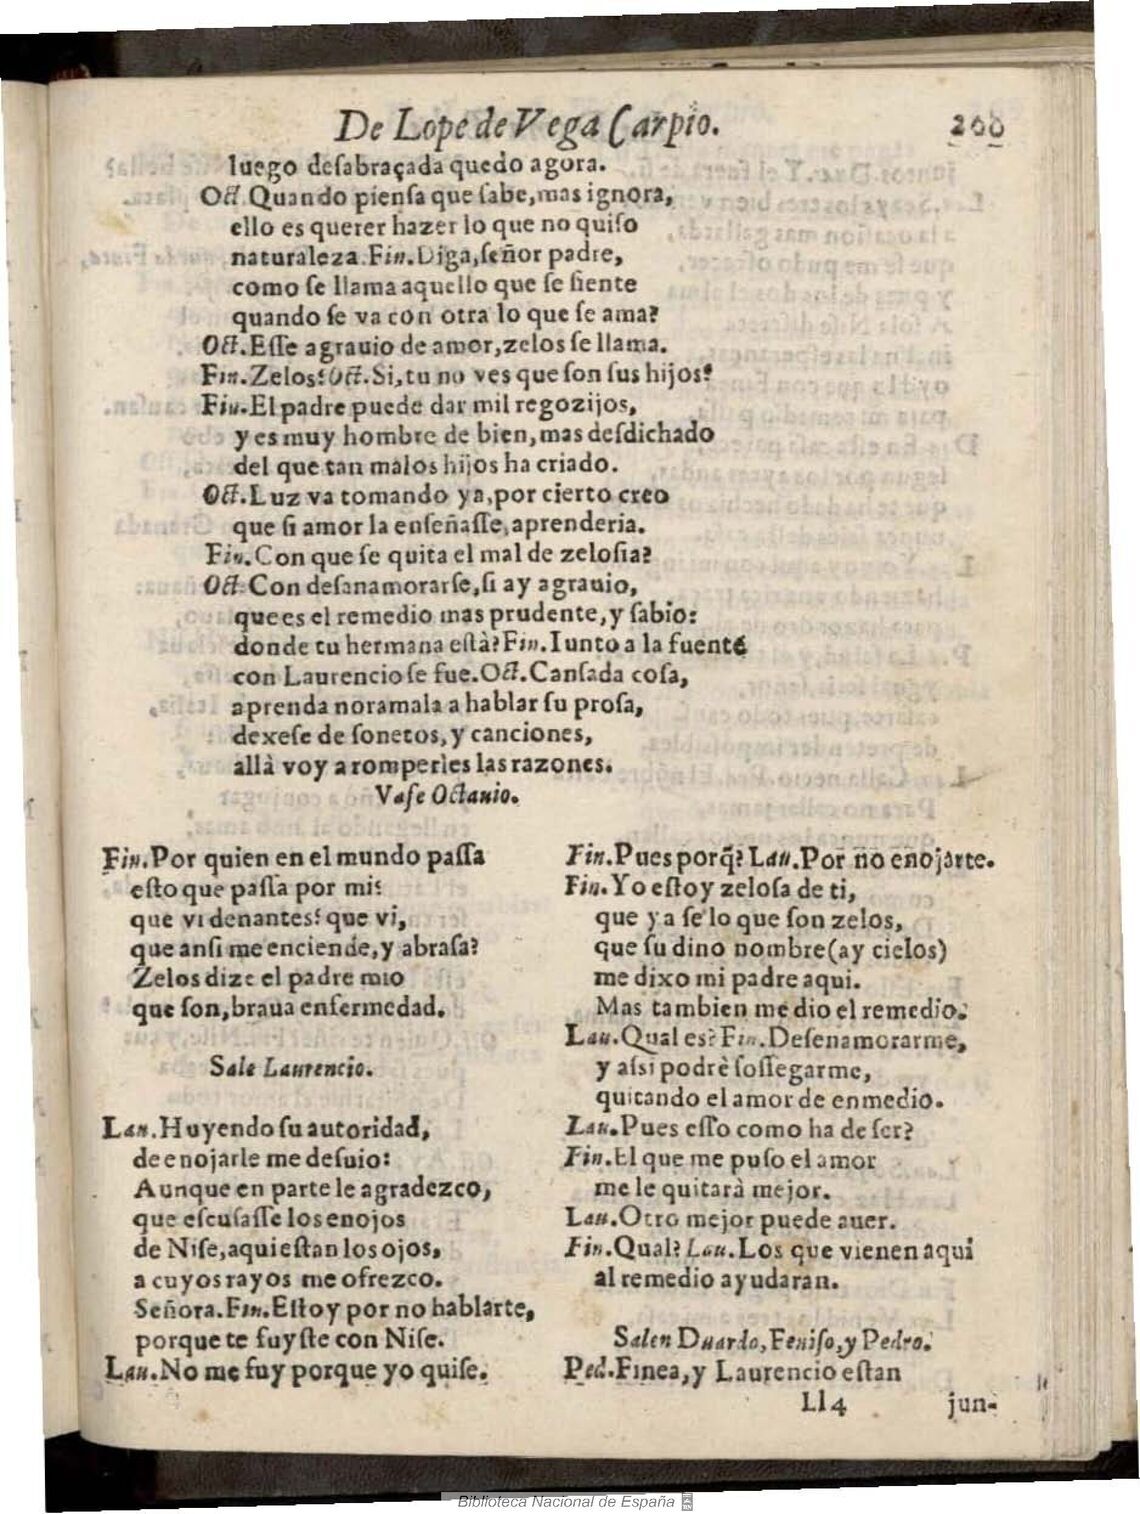 De Lope de Vega Carpio. 200
luego desabraçada quedo agora.
Oct. Quando piensa que sabe, mas ignora,
ello es querer hazer lo que no quiso
naturaleza. Fin. Diga, señor padre,
como se llama aquello que se siente
quando se va con otra lo que se ama?
Oct. Esse agrauio de amor, zelos se llama.
Fin. Zelos? Oct. Si, tu no ves que son sus hijos?
Fin. El padre puede dar mil regozijos,
y es muy hombre de bien, mas desdichado
del que tan malos hijos ha criado.
Oct. Luz va tomando ya, por cierto creo
que si amor la enseñasse, aprenderia.
Fin. Con que se quita el mal de zelosia?
Oct. Con desanamorarse, si ay agrauio,
que es el remedio mas prudente, y sabio:
donde tu hermana està? Fin. Iunto a la fuente
con Laurencio se fue. Oct. Cansada cosa,
aprenda noramala a hablar su prosa,
dexese de sonetos, y canciones,
allà voy a romperles las razones.
Vase Octauio.
Fin. Por quien en el mundo passa
esto que passa por mi?
que vi denantes? que vi,
que ansi me enciende, y abrasa?
Zelos dize el padre mio
que son, braua enfermedad.
Sale Laurencio.
Lau. Huyendo su autoridad,
de enojarle me desuio:
Aunque en parte le agradezco,
que escusasse los enojos
de Nise, aqui estan los ojos,
a cuyos rayos me ofrezco.
Señora. Fin. Estoy por no hablarte,
porque te fuyste con Nise.
Lau. No me fuy porque yo quise.
Fin. Pues porq̃? Lau. Por no enojarte.
Fin. Yo estoy zelosa de ti,
que ya se lo que son zelos,
que su dino nombre (ay cielos)
me dixo mi padre aqui.
Mas tambien me dio el remedio.
Lau. Qual es? Fin. Desenamorarme,
y assi podrè sossegarme,
quitando el amor de enmedio.
Lau. Pues esso como ha de ser?
Fin. El que me puso el amor
me le quitarà mejor.
Lau. Otro mejor puede auer.
Fin. Qual? Lau. Los que vienen aqui
al remedio ayudaran.
Salen Duardo, Feniso, y Pedro.
Ped. Finea, y Laurencio estan
Ll 4 jun-
Biblioteca Nacional de España